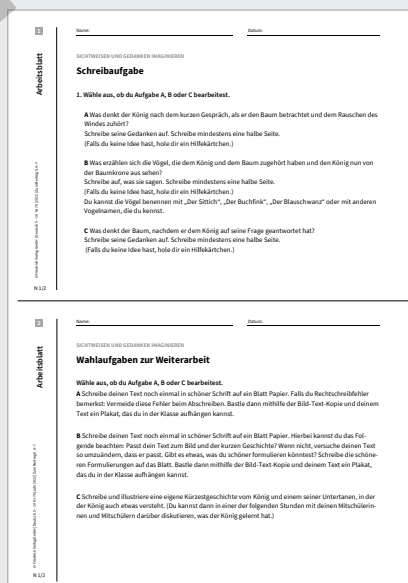 1
Name:
Datum:
Arbeitsblatt
SICHTWEISEN UND GEDANKEN IMAGINIEREN
Schreibaufgabe
1. Wähle aus, ob du Aufgabe A, B oder C bearbeitest.
A Was denkt der König nach dem kurzen Gespräch, als er den Baum betrachtet und dem Rauschen des
Windes zuhört?
Schreibe seine Gedanken auf. Schreibe mindestens eine halbe Seite.
(Falls du keine Idee hast, hole dir ein Hilfekärtchen.)
B Was erzählen sich die Vögel, die dem König und dem Baum zugehört haben und den König nun von
der Baumkrone aus sehen?
Schreibe auf, was sie sagen. Schreibe mindestens eine halbe Seite.
(Falls du keine Idee hast, hole dir ein Hilfekärtchen.)
Du kannst die Vögel benennen mit „Der Sittich“, „Der Buchfink“, „Der Blauschwanz“ oder mit anderen
Vogelnamen, die du kennst.
C Was denkt der Baum, nachdem er dem König auf seine Frage geantwortet hat?
Schreibe seine Gedanken auf. Schreibe mindestens eine halbe Seite.
(Falls du keine Idee hast, hole dir ein Hilfekärtchen.)
N 1/2
2
Name:
Datum:
Arbeitsblatt
SICHTWEISEN UND GEDANKEN IMAGINIEREN
Wahlaufgaben zur Weiterarbeit
Wähle aus, ob du Aufgabe A, B oder C bearbeitest.
A Schreibe deinen Text noch einmal in schöner Schrift auf ein Blatt Papier. Falls du Rechtschreibfehler
bemerkst: Vermeide diese Fehler beim Abschreiben. Bastle dann mithilfe der Bild-Text-Kopie und deinem
Text ein Plakat, das du in der Klasse aufhängen kannst.
B Schreibe deinen Text noch einmal in schöner Schrift auf ein Blatt Papier. Hierbei kannst du das Fol-
gende beachten: Passt dein Text zum Bild und der kurzen Geschichte? Wenn nicht, versuche deinen Text
so umzuändern, dass er passt. Gibt es etwas, was du schöner formulieren könntest? Schreibe die schöne-
ren Formulierungen auf das Blatt. Bastle dann mithilfe der Bild-Text-Kopie und deinem Text ein Plakat,
das du in der Klasse aufhängen kannst.
C Schreibe und illustriere eine eigene Kürzestgeschichte vom König und einem seiner Untertanen, in der
der König auch etwas versteht. (Du kannst dann in einer der folgenden Stunden mit deinen Mitschülerin-
nen und Mitschülern darüber diskutieren, was der König gelernt hat.)
N 1/2